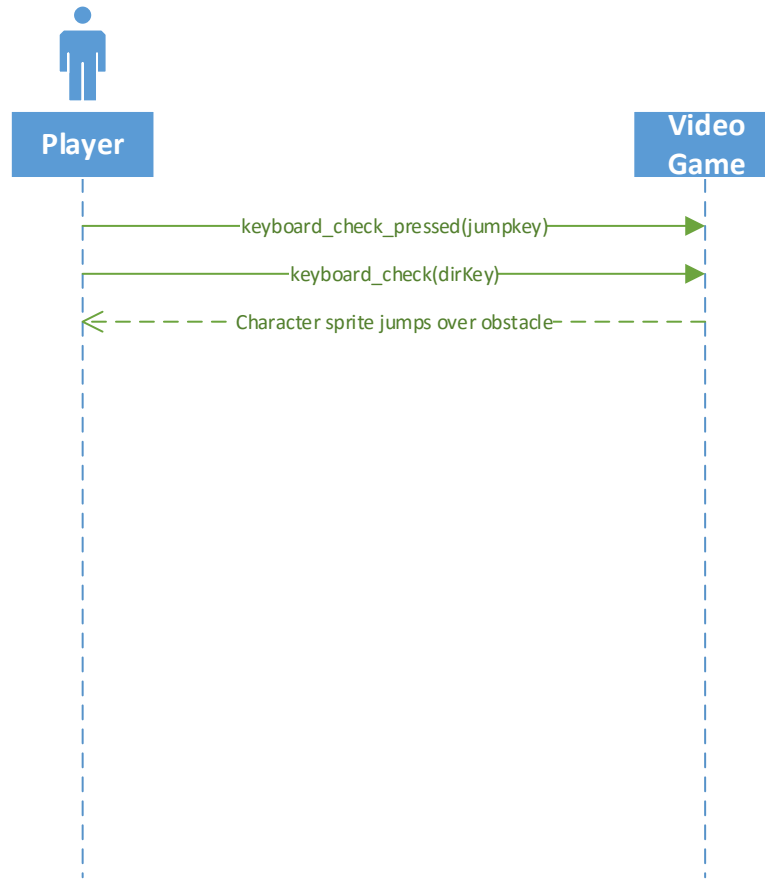 Player
Video
Game
keyboard_check_pressed(jumpkey)
keyboard_check(dirKey)
Character sprite jumps over obstacle